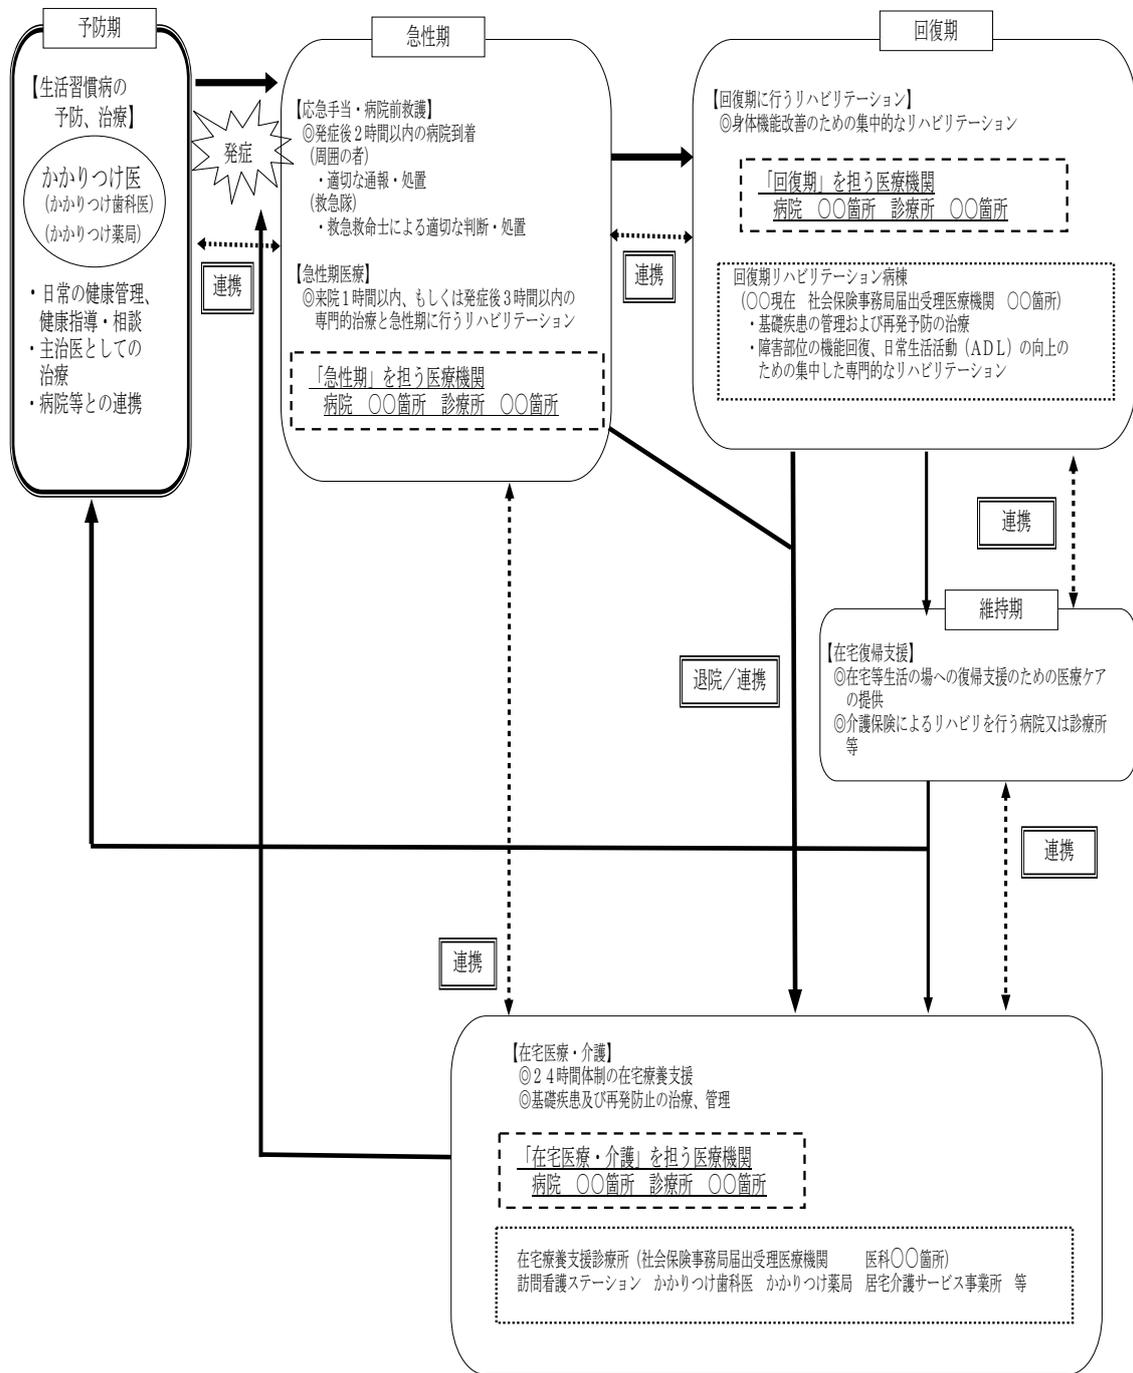 予防期
【生活習慣病の
予防、治療】
かかりつけ医
(かかりつけ歯科医)
(かかりつけ薬局)
・日常の健康管理、
健康指導・相談
・主治医としての
治療
・病院等との連携
発症
連携
急性期
【応急手当・病院前救護】
◎発症後2時間以内の病院到着
(周囲の者)
・適切な通報・処置
(救急隊)
・救急救命士による適切な判断・処置
【急性期医療】
◎来院1時間以内、もしくは発症後3時間以内の
専門的治療と急性期に行うリハビリテーション
「急性期」を担う医療機関
病院 〇〇箇所 診療所 〇〇箇所
連携
回復期
【回復期に行うリハビリテーション】
◎身体機能改善のための集中的なリハビリテーション
「回復期」を担う医療機関
病院 〇〇箇所 診療所 〇〇箇所
回復期リハビリテーション病棟
(〇〇現在 社会保険事務局届出受理医療機関 〇〇箇所)
・基礎疾患の管理および再発予防の治療
・障害部位の機能回復、日常生活活動(ADL)の向上の
ための集中した専門的なリハビリテーション
連携
維持期
【在宅復帰支援】
◎在宅等生活の場への復帰支援のための医療ケア
の提供
◎介護保険によるリハビリを行う病院又は診療所
等
退院/連携
連携
連携
【在宅医療・介護】
◎24時間体制の在宅療養支援
◎基礎疾患及び再発防止の治療、管理
「在宅医療・介護」を担う医療機関
病院 〇〇箇所 診療所 〇〇箇所
在宅療養支援診療所(社会保険事務局届出受理医療機関 医科〇〇箇所)
訪問看護ステーション かかりつけ歯科医 かかりつけ薬局 居宅介護サービス事業所 等